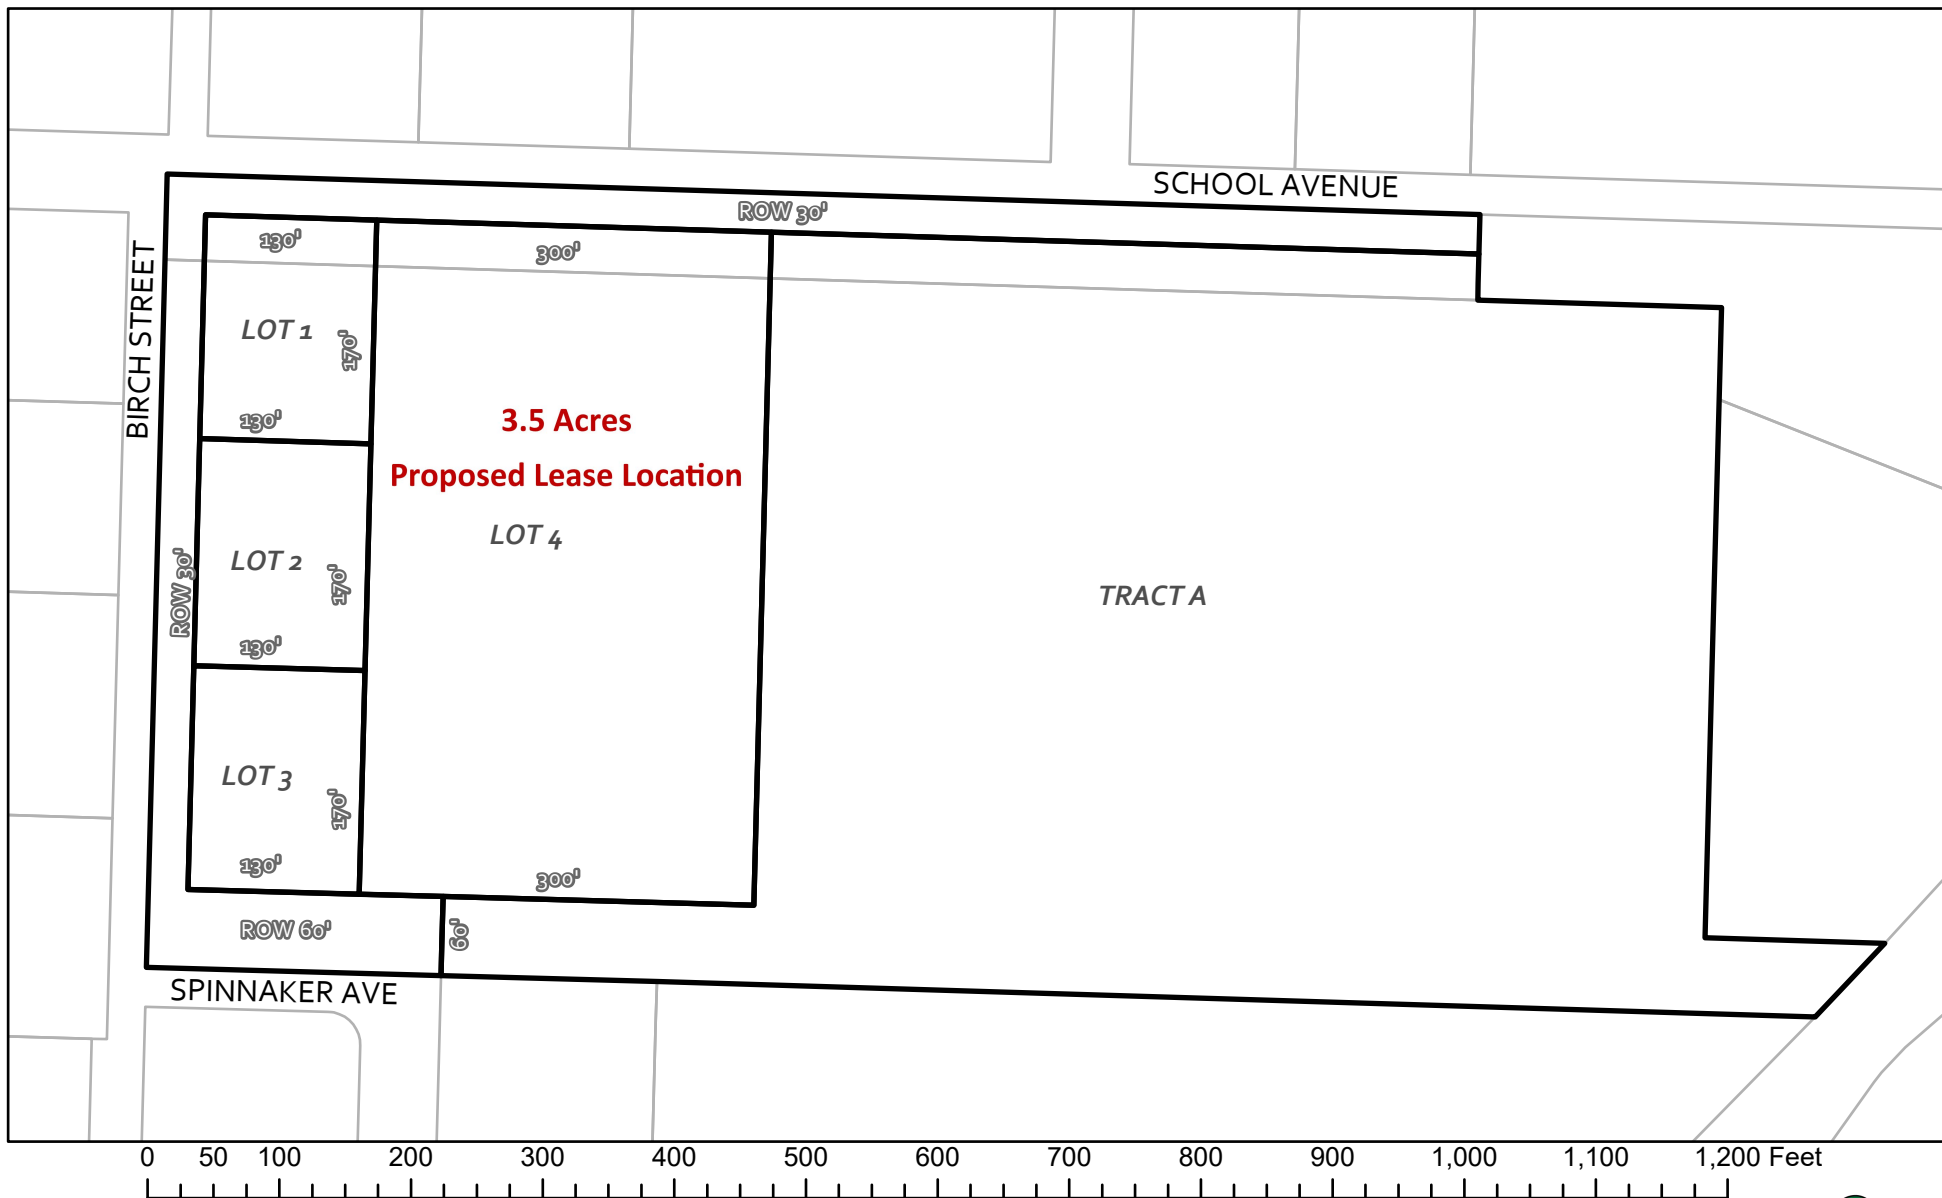 SCHOOL AVENUE
ROW 30'
130'
300'
BIRCH STREET
LOT 1
170'
130'
3.5 Acres
Proposed Lease Location
LOT 4
LOT 2
170'
ROW 30'
TRACT A
130'
LOT 3
170'
130'
300'
ROW 60'
60'
SPINNAKER AVE
0 50 100 200 300 400 500 600 700 800 900 1,000 1,100 1,200 Feet